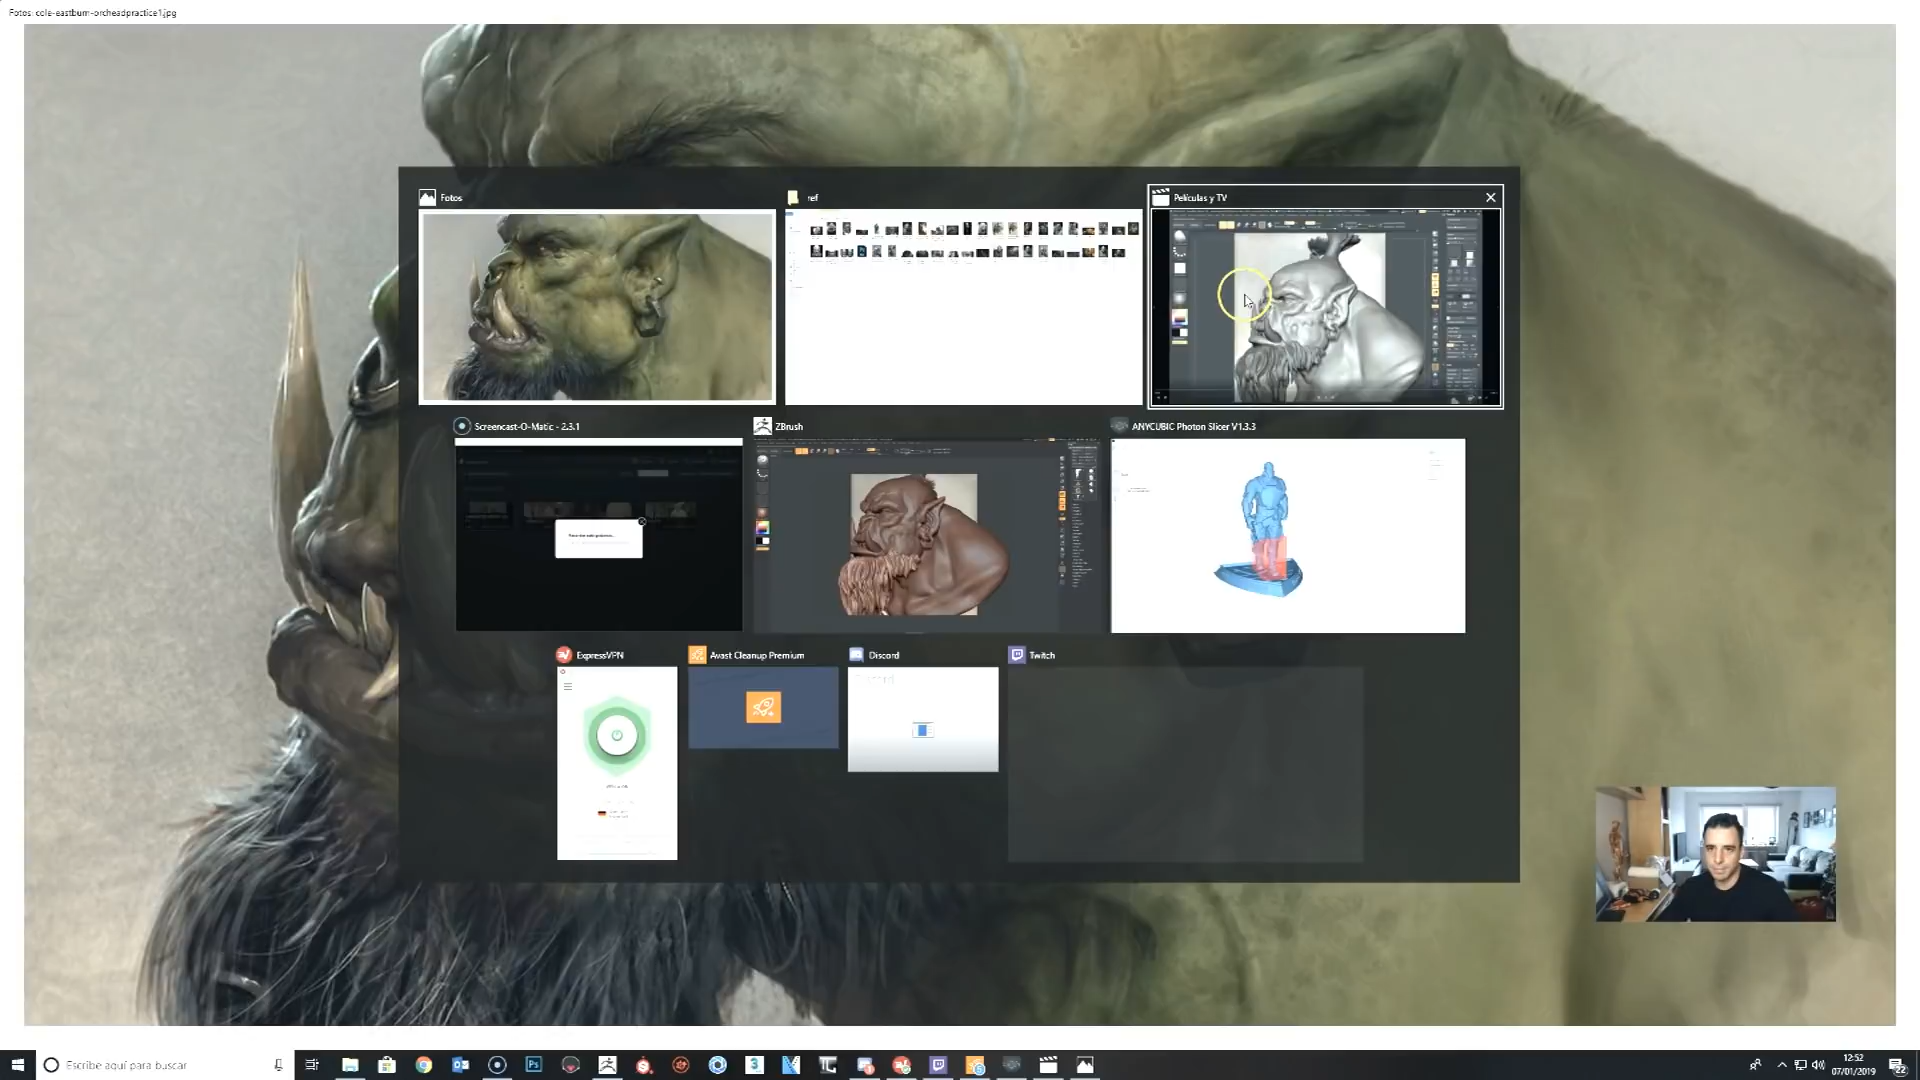 Fotos: cole-eastburn-orcheadpractice1.jpg
Fotos
ref
Películas y TV
Screencast-O-Matic - 2.3.1
ZBrush
ANYCUBIC Photon Slicer V1.3.3
ExpressVPN
Avast Cleanup Premium
Discord
Twitch
Escribe aquí para buscar
12:52
07/01/2019
22